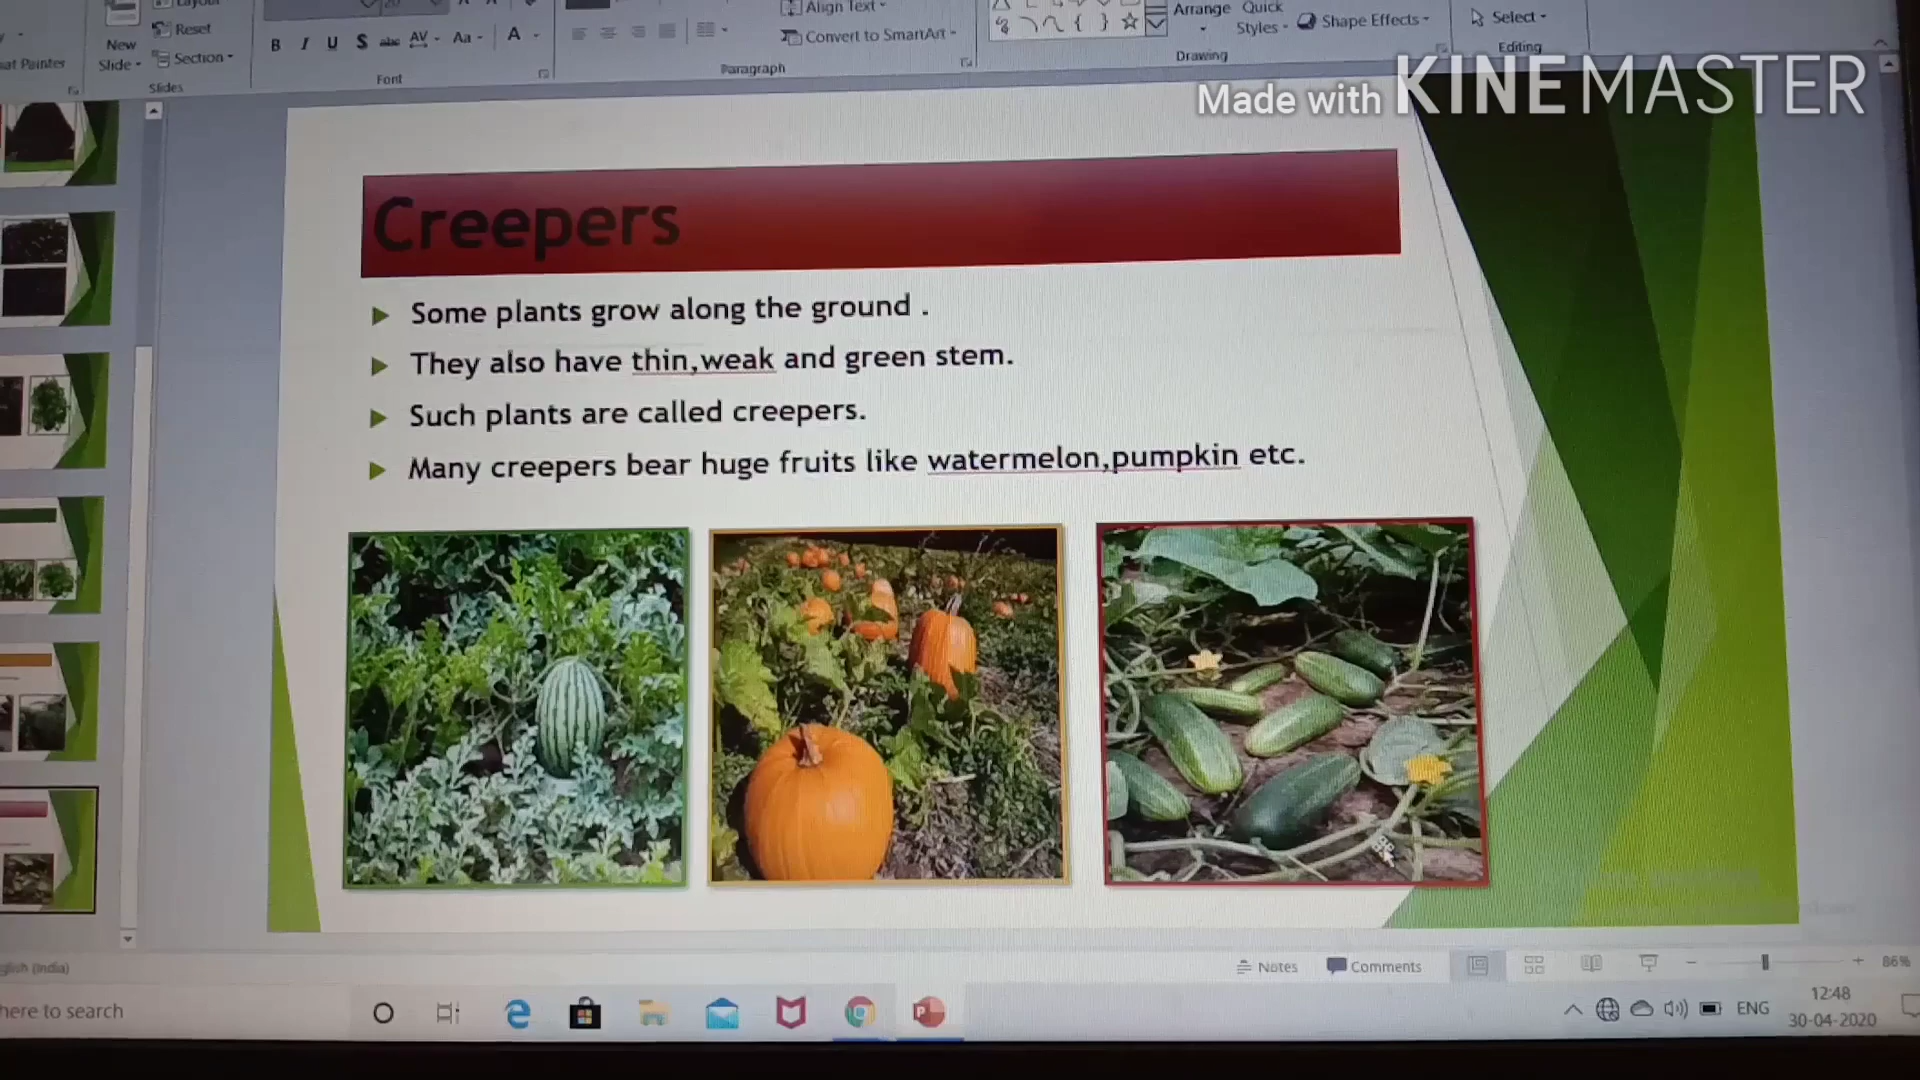 Layout
Reset
New
Slide
Section
Slides
B I U S abc AV Aa A
Font
Paragraph
Align Text
Convert to SmartArt
Arrange
Quick
Styles
Shape Effects
Drawing
Select
Editing
at Painter
Made with KINEMASTER
Creepers
Some plants grow along the ground .
They also have thin,weak and green stem.
Such plants are called creepers.
Many creepers bear huge fruits like watermelon,pumpkin etc.
glish (India)
Notes
Comments
86%
here to search
ENG
12:48
30-04-2020